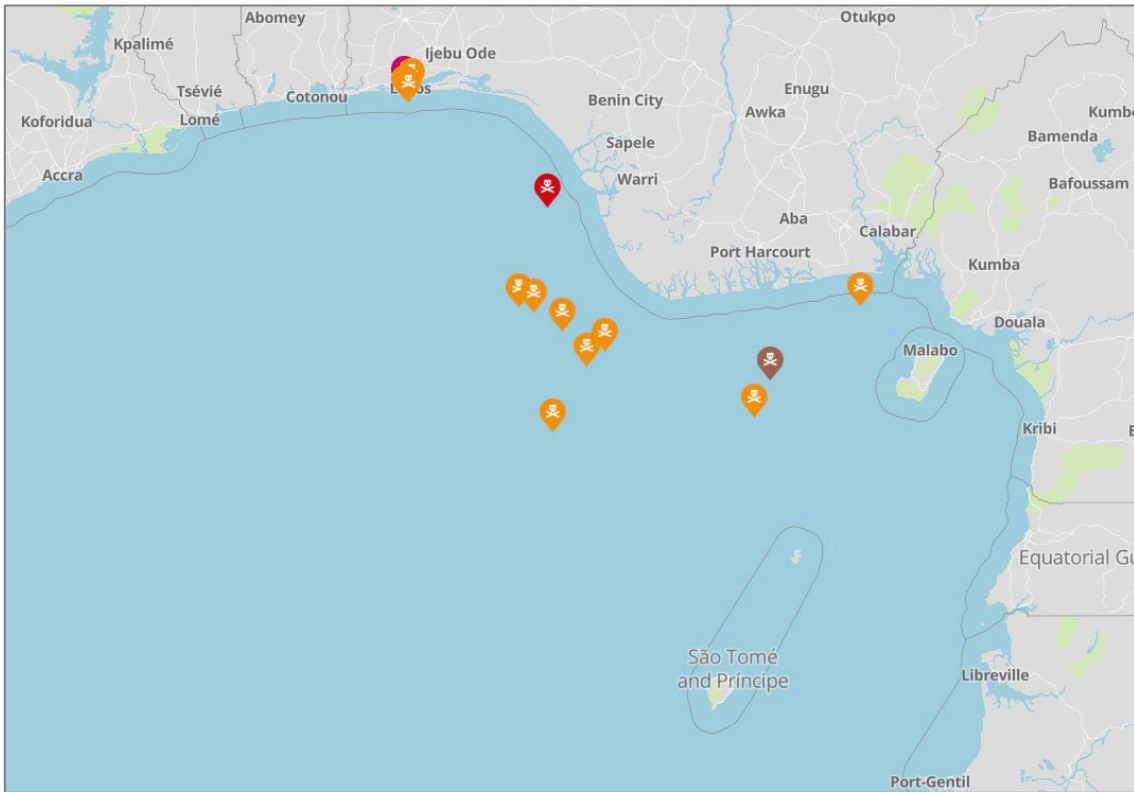 Abomey
Otukpo
Kpalimé
Ijebu Ode
Tsévié
Cotonou
Enugu
Benin City
Awka
Koforidua
Lomé
Bamenda
Sapele
Accra
Warri
Bafoussam
Aba
Calabar
Port Harcourt
Kumba
Douala
Malabo
Kribi
Equatorial Gu
São Tomé
and Príncipe
Libreville
Port-Gentil